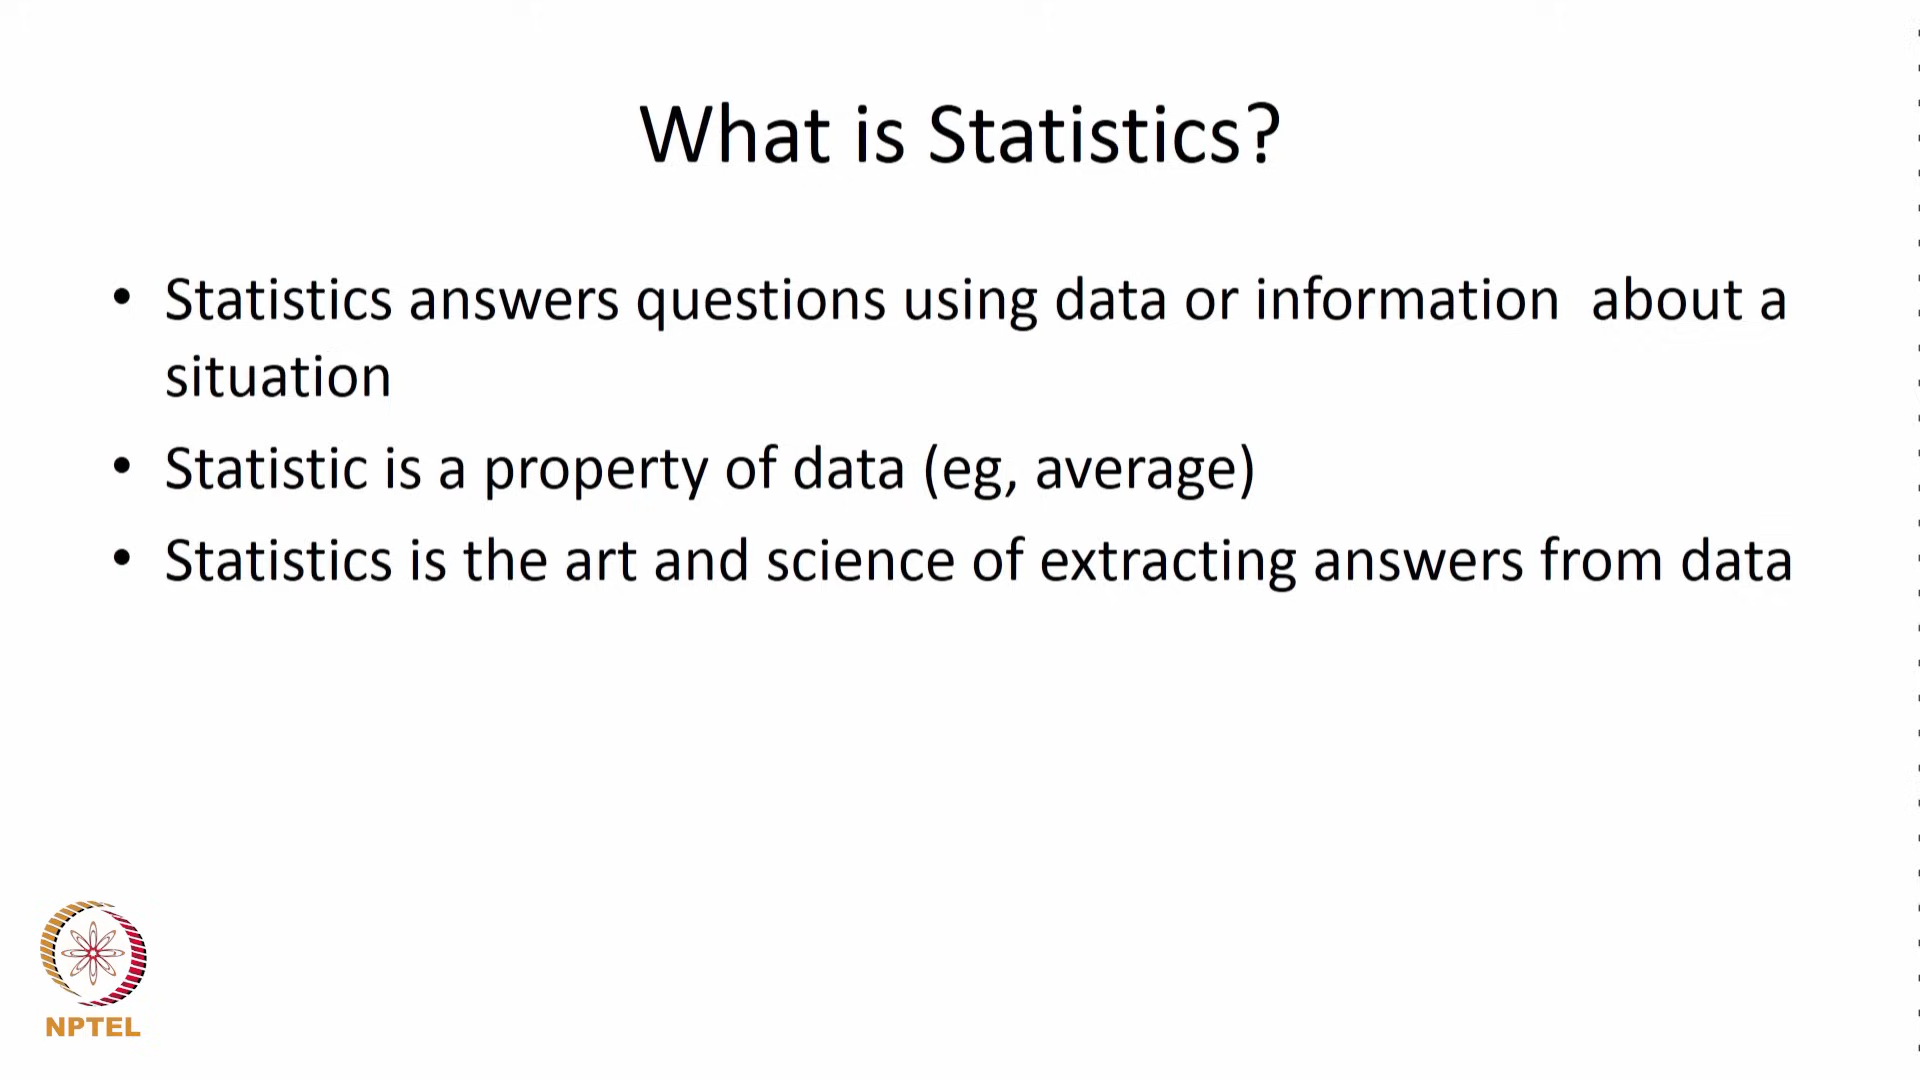 What is Statistics?
• Statistics answers questions using data or information  about a
situation
• Statistic is a property of data (eg, average)
• Statistics is the art and science of extracting answers from data
NPTEL